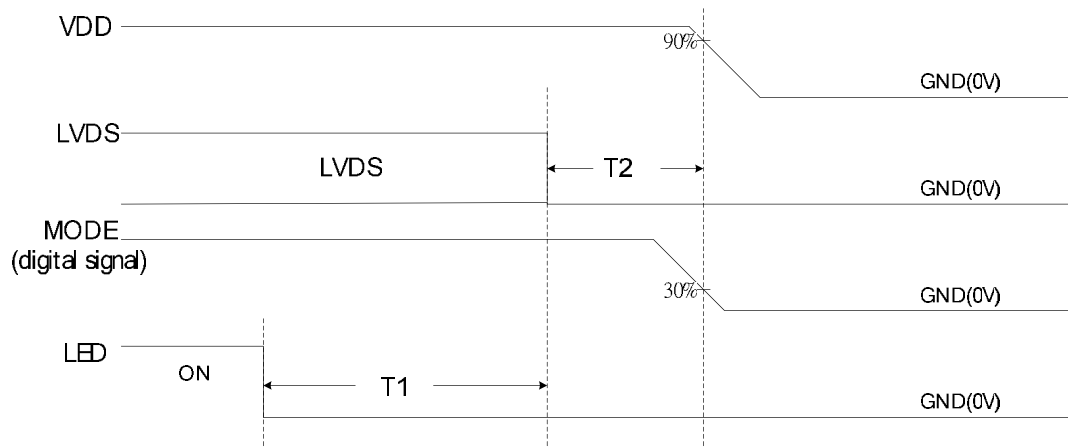 VDD
90%
GND(0V)
LVDS
LVDS
T2
GND(0V)
MODE
(digital signal)
30%
GND(0V)
LED
ON
T1
GND(0V)